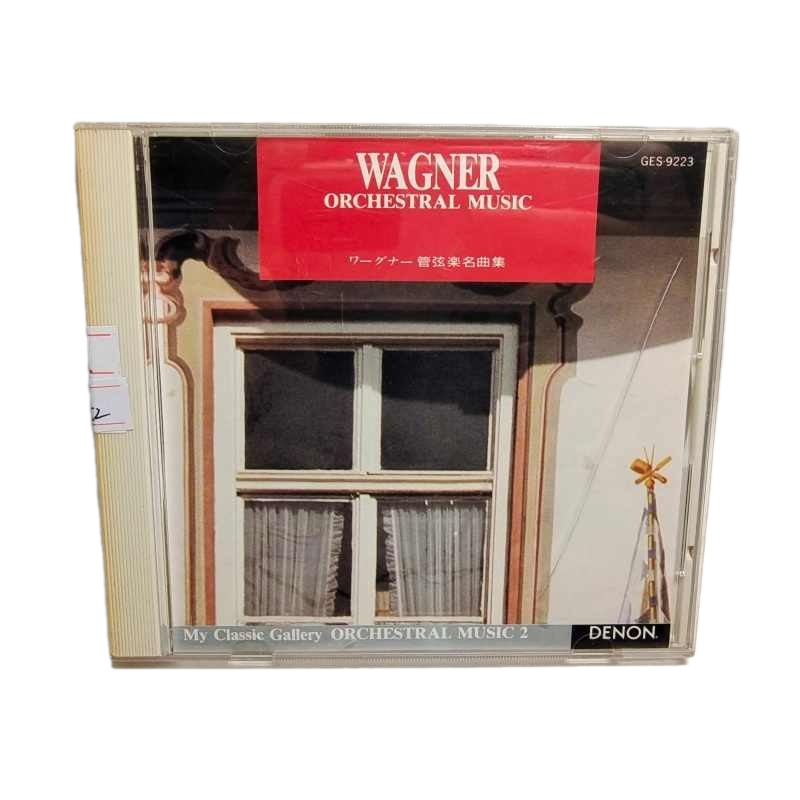 WAGNER
ORCHESTRAL MUSIC
ワーグナー 管弦楽名曲集
GES-9223
My Classic Gallery ORCHESTRAL MUSIC 2
DENON